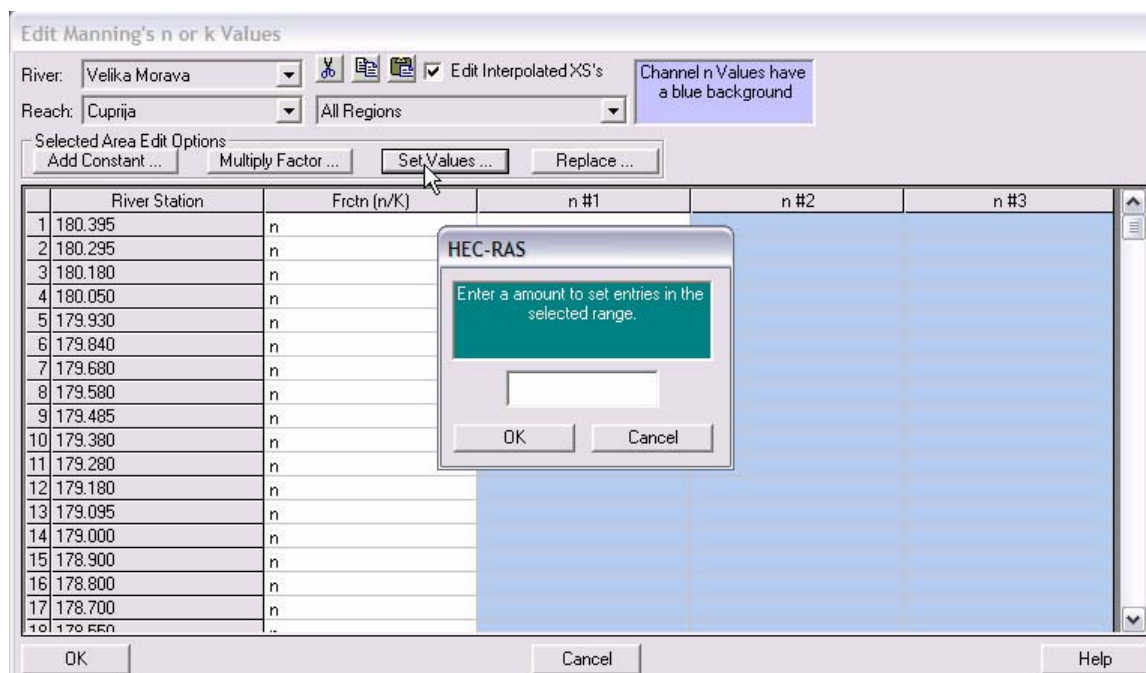 Edit Manning's n or k Values
River: Velika Morava Edit Interpolated XS's Channel n Values have
a blue background
Reach: Cuprija All Regions
Selected Area Edit Options
Add Constant ... Multiply Factor ... Set Values ... Replace ...
River Station Frctn (n/K) n #1 n #2 n #3
1 180.395 n
2 180.295 n
3 180.180 n
4 180.050 n
5 179.930 n
6 179.840 n
7 179.680 n
8 179.580 n
9 179.485 n
10 179.380 n
11 179.280 n
12 179.180 n
13 179.095 n
14 179.000 n
15 178.900 n
16 178.800 n
17 178.700 n
HEC-RAS
Enter a amount to set entries in the
selected range.
OK Cancel
OK Cancel Help